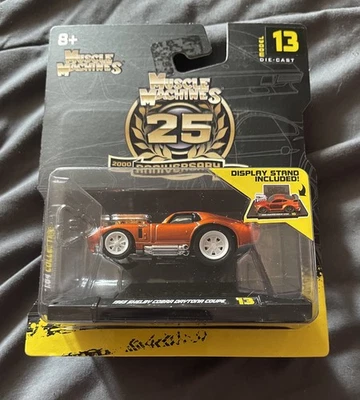 8+
MUSCLE
MACHINES
MODEL
13
DIE-CAST
MUSCLE
MACHINES
25
2000 ANNIVERSARY
DISPLAY STAND
INCLUDED!
1:64 COLLECTION
1965 SHELBY COBRA DAYTONA COUPE
13